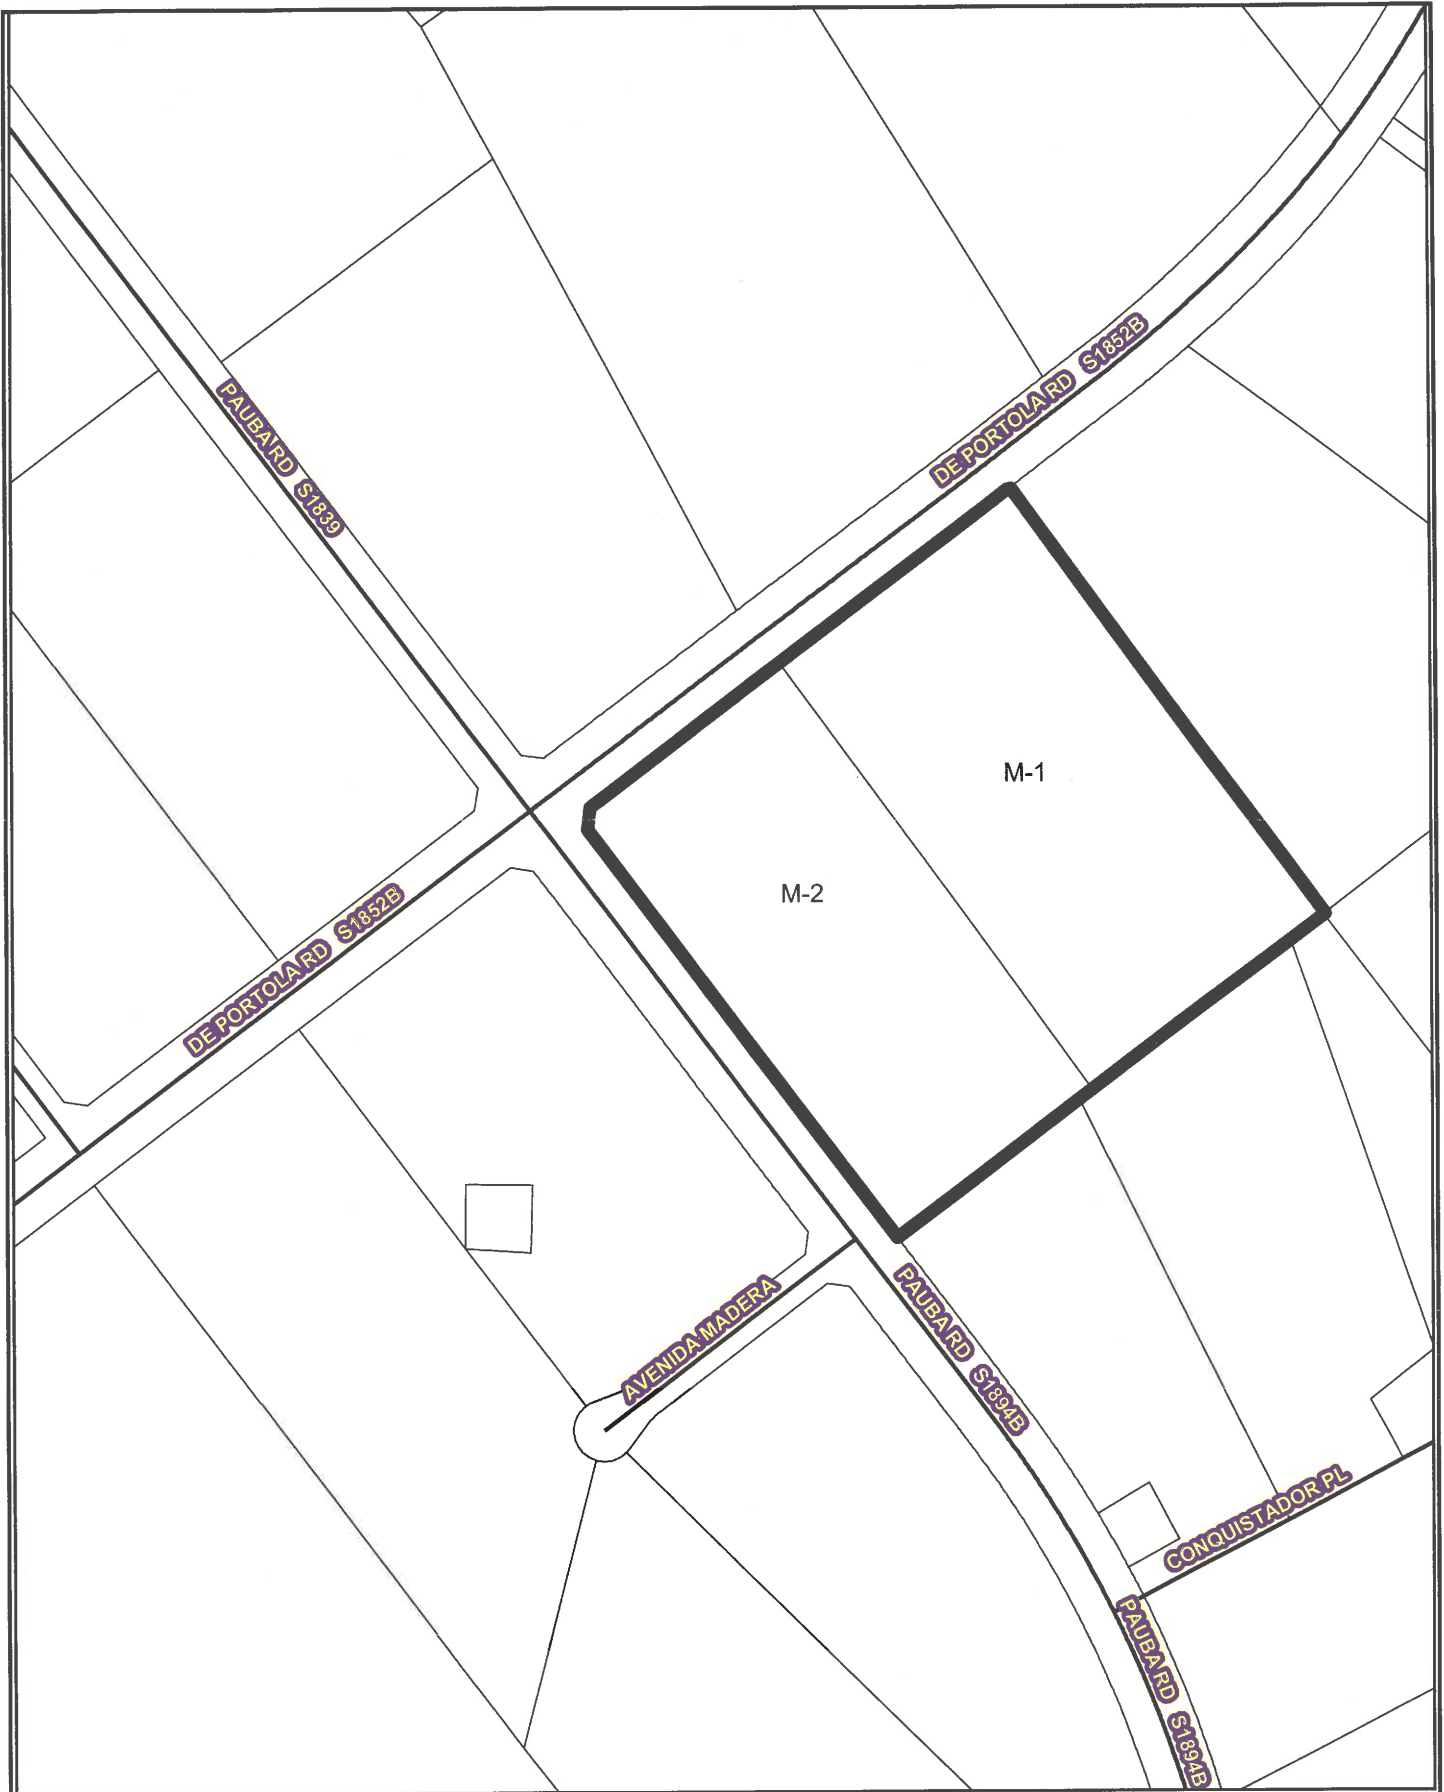 DE PORTOLA RD S1852B
PAUBA RD S1839
M-1
M-2
DE PORTOLA RD S1852B
AVENIDA MADERA
PAUBA RD S1894B
CONQUISTADOR PL
PAUBA RD S1894B